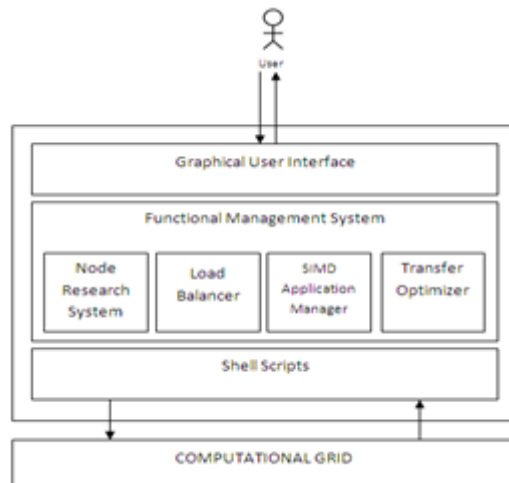 User
Graphical User Interface
Functional Management System
Node
Research
System
Load
Balancer
SIMD
Application
Manager
Transfer
Optimizer
Shell Scripts
COMPUTATIONAL GRID